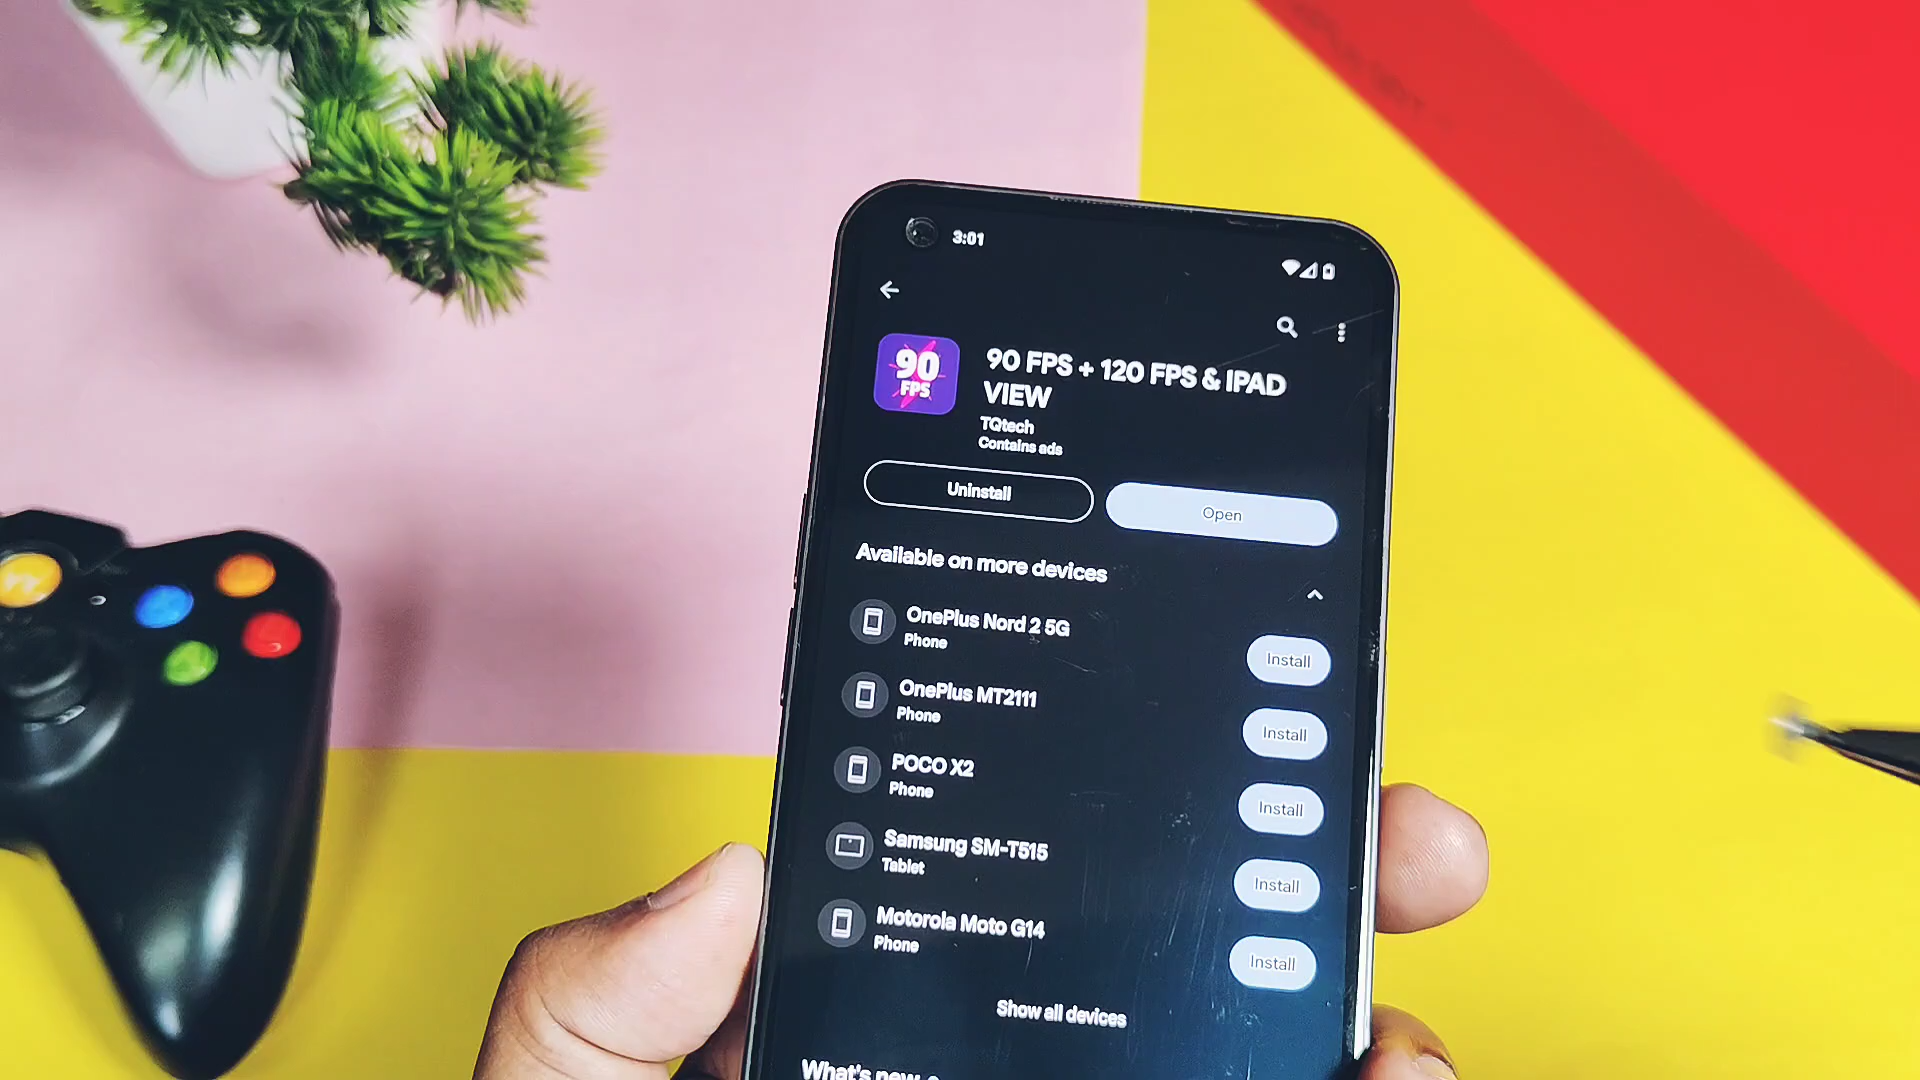 3:01
90 FPS + 120 FPS & IPAD
VIEW
90
FPS
TQtech
Contains ads
Uninstall
Open
Available on more devices
OnePlus Nord 2 5G
Phone
Install
OnePlus MT2111
Phone
Install
POCO X2
Phone
Install
Samsung SM-T515
Tablet
Install
Motorola Moto G14
Phone
Install
Show all devices
What's new